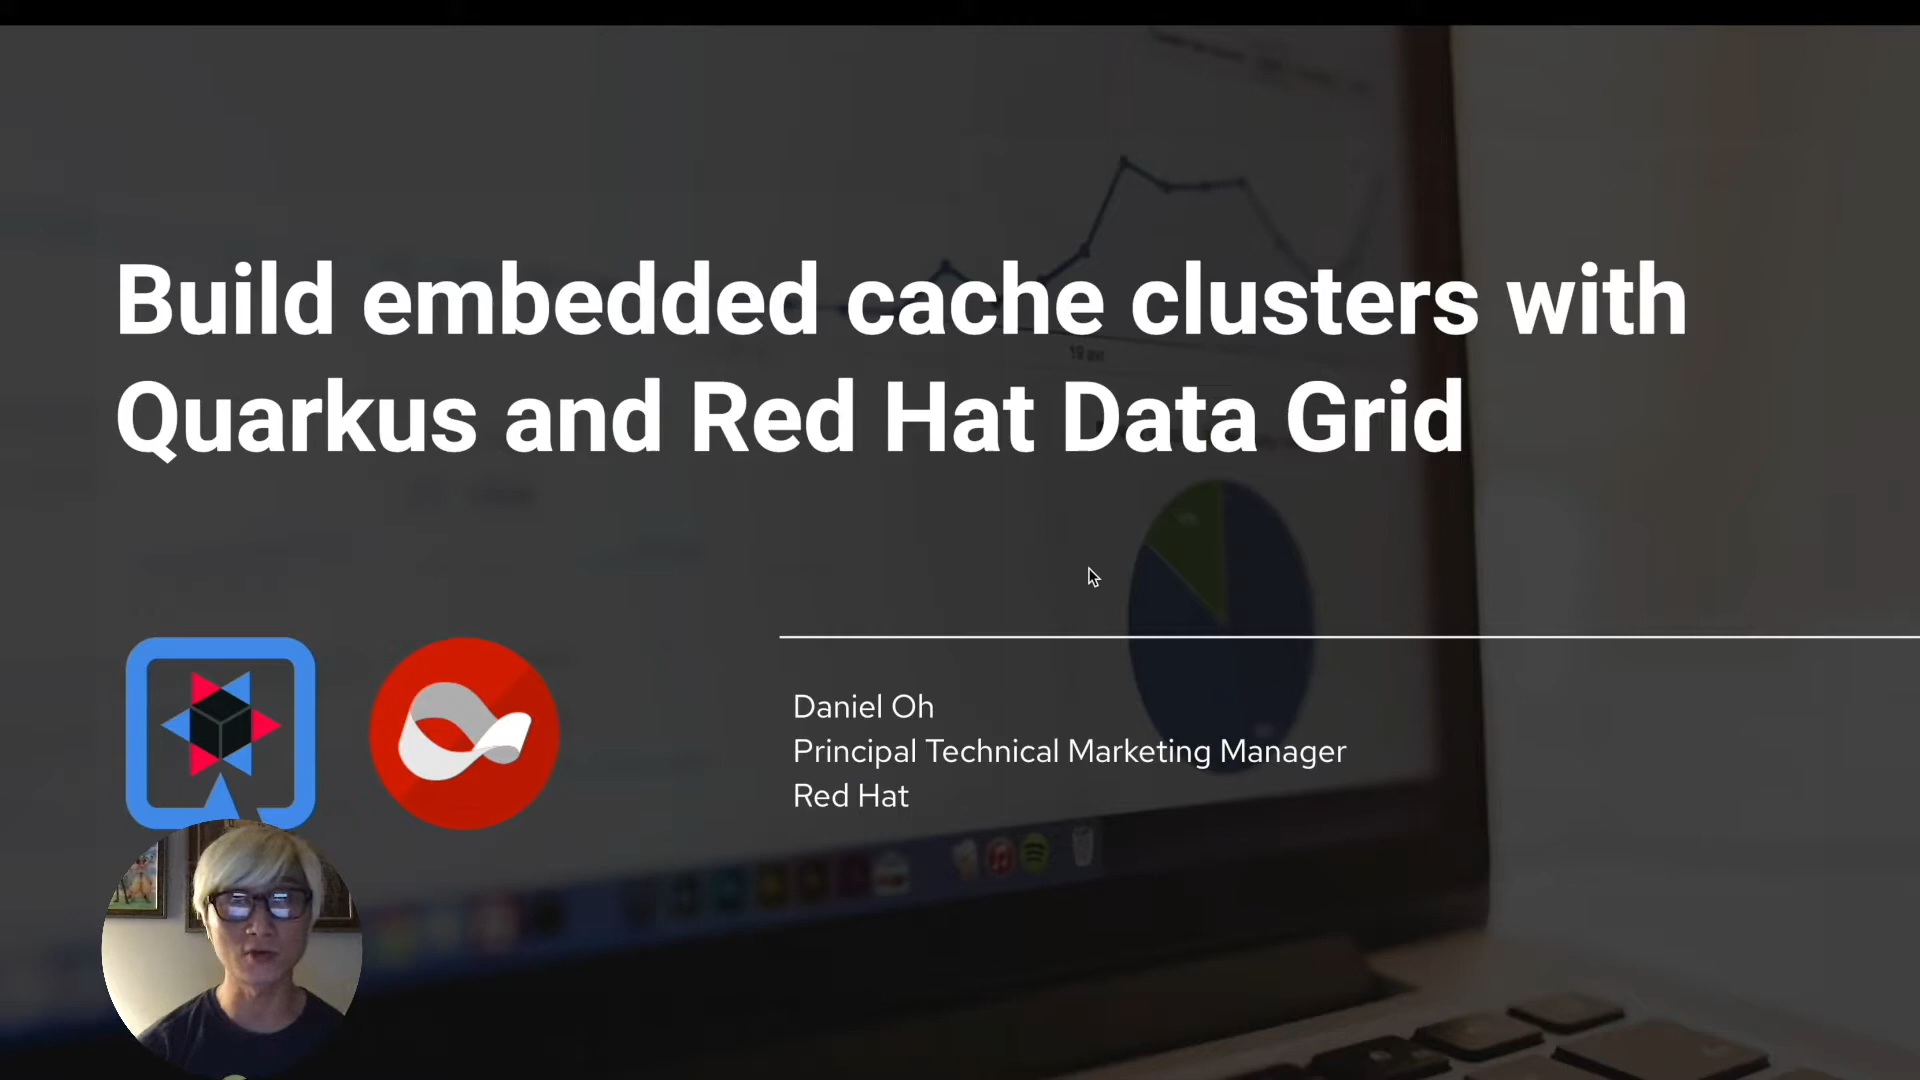 Build embedded cache clusters with
Quarkus and Red Hat Data Grid
Daniel Oh
Principal Technical Marketing Manager
Red Hat